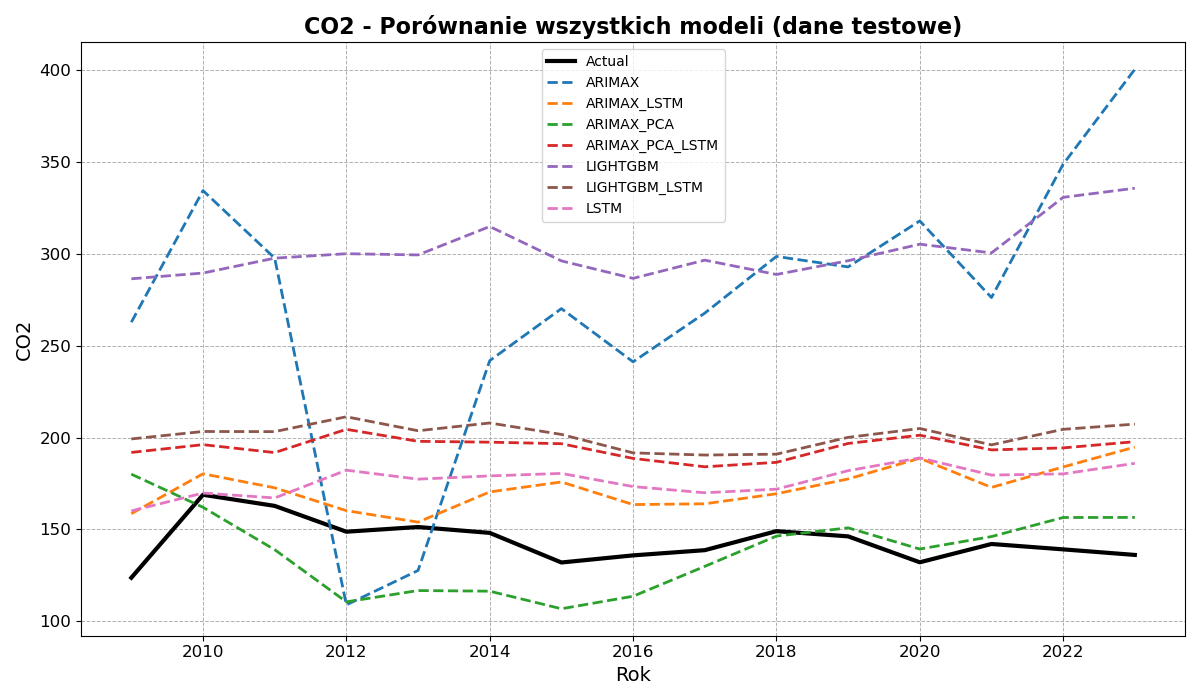 CO2 - Porównanie wszystkich modeli (dane testowe)
Actual
ARIMAX
ARIMAX_LSTM
ARIMAX_PCA
ARIMAX_PCA_LSTM
LIGHTGBM
LIGHTGBM_LSTM
LSTM
CO2
400
350
300
250
200
150
100
2010 2012 2014 2016 2018 2020 2022
Rok